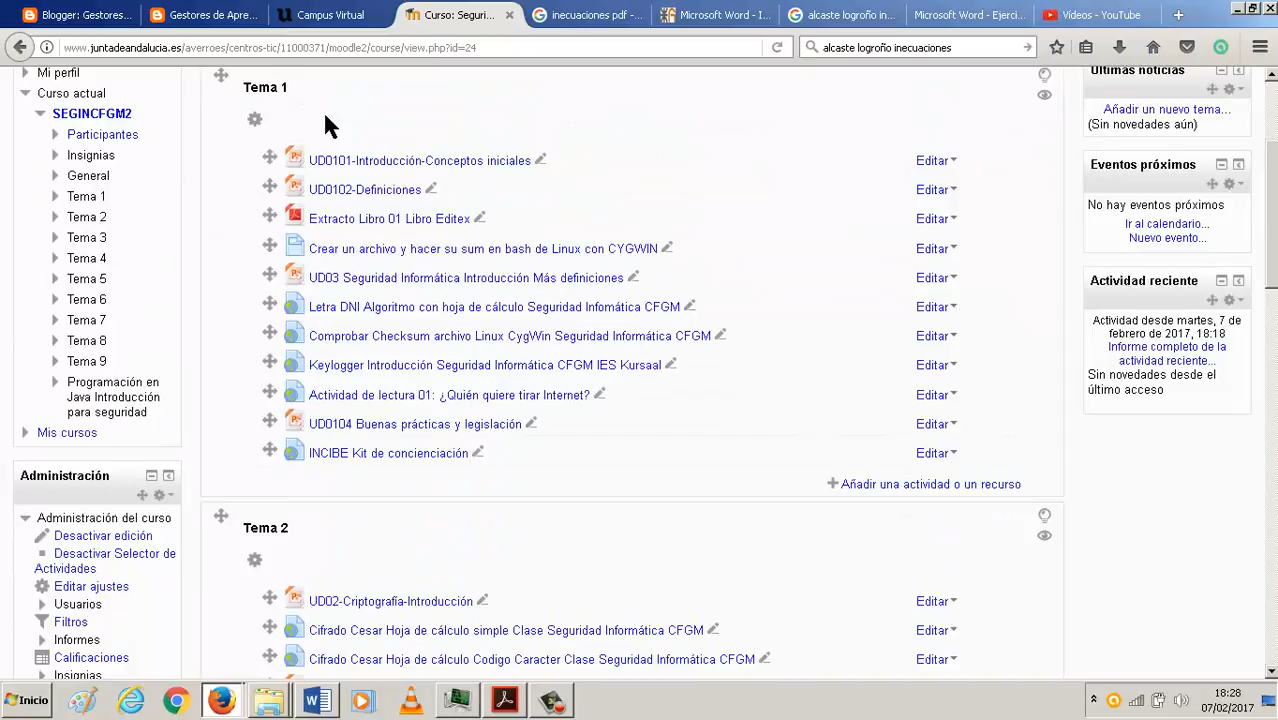 Blogger: Gestores d...
Gestores de Apre...
Campus Virtual
Curso: Seguri...
inecuaciones pdf -...
Microsoft Word - I...
alcaste logroño in...
Microsoft Word - Ejerci...
Vídeos - YouTube
www.juntadeandalucia.es/averroes/centros-tic/11000371/moodle2/course/view.php?id=24
alcaste logroño inecuaciones
Mi perfil
Curso actual
SEGINCFGM2
Participantes
Insignias
General
Tema 1
Tema 2
Tema 3
Tema 4
Tema 5
Tema 6
Tema 7
Tema 8
Tema 9
Programación en
Java Introducción
para seguridad
Mis cursos
Administración
Administración del curso
Desactivar edición
Desactivar Selector de
Actividades
Editar ajustes
Usuarios
Filtros
Informes
Calificaciones
Insignias
Tema 1
UD0101-Introducción-Conceptos iniciales Editar
UD0102-Definiciones Editar
Extracto Libro 01 Libro Editex Editar
Crear un archivo y hacer su sum en bash de Linux con CYGWIN Editar
UD03 Seguridad Informática Introducción Más definiciones Editar
Letra DNI Algoritmo con hoja de cálculo Seguridad Infomática CFGM Editar
Comprobar Checksum archivo Linux CygWin Seguridad Informática CFGM Editar
Keylogger Introducción Seguridad Informática CFGM IES Kursaal Editar
Actividad de lectura 01: ¿Quién quiere tirar Internet? Editar
UD0104 Buenas prácticas y legislación Editar
INCIBE Kit de concienciación Editar
Añadir una actividad o un recurso
Tema 2
UD02-Criptografía-Introducción Editar
Cifrado Cesar Hoja de cálculo simple Clase Seguridad Informática CFGM Editar
Cifrado Cesar Hoja de cálculo Codigo Caracter Clase Seguridad Informática CFGM Editar
Últimas noticias
Añadir un nuevo tema...
(Sin novedades aún)
Eventos próximos
No hay eventos próximos
Ir al calendario...
Nuevo evento...
Actividad reciente
Actividad desde martes, 7 de
febrero de 2017, 18:18
Informe completo de la
actividad reciente...
Sin novedades desde el
último acceso
Inicio
18:28
07/02/2017